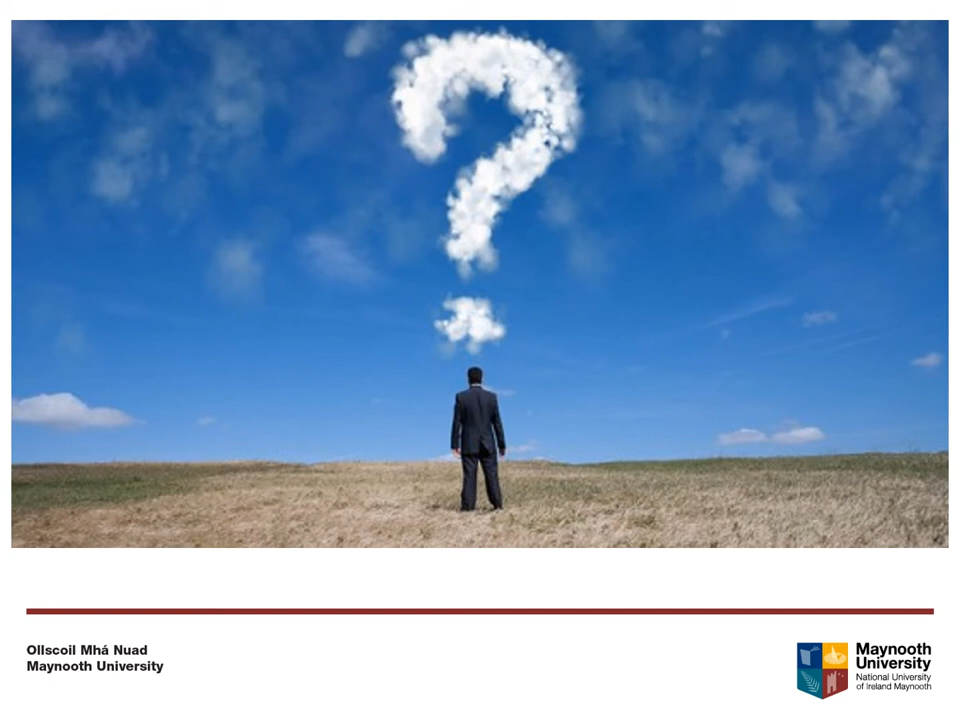 ?
Ollscoil Mhá Nuad
Maynooth University
Maynooth
University
National University
of Ireland Maynooth